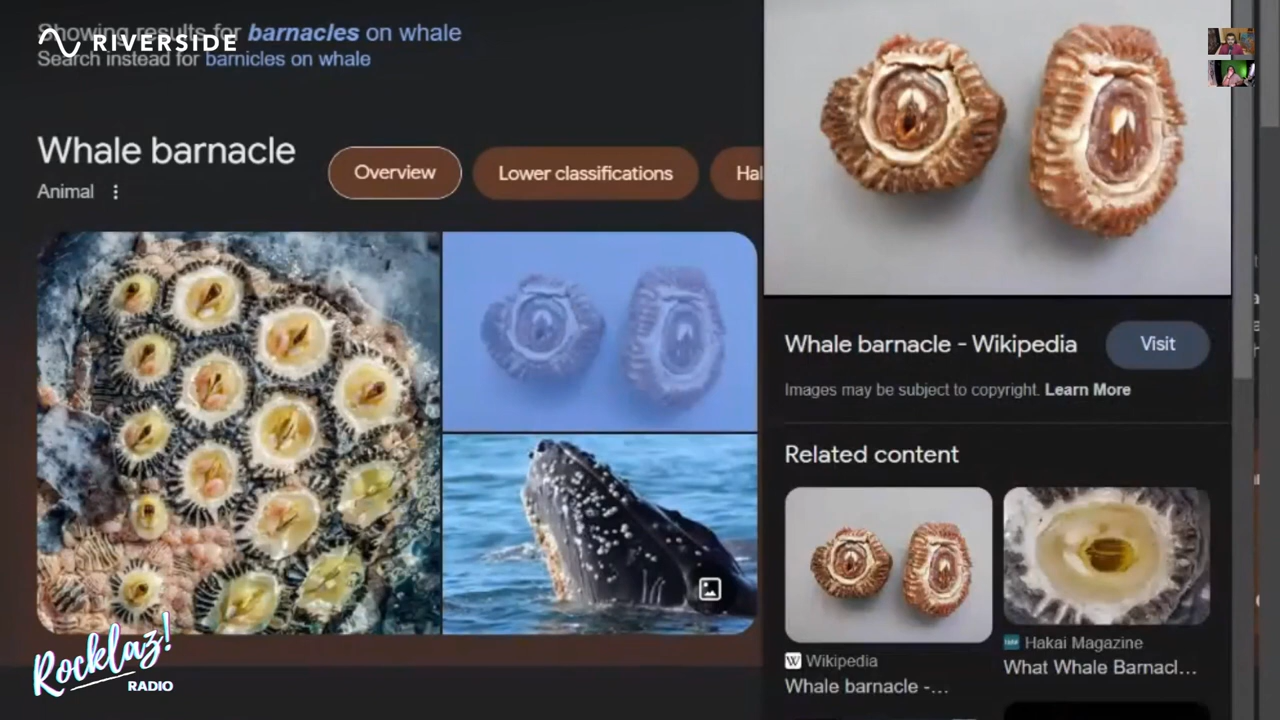 Showing results for barnacles on whale
RIVERSIDE
Search instead for barnicles on whale
Whale barnacle
Animal
Overview
Lower classifications
Hal
Whale barnacle - Wikipedia
Visit
Images may be subject to copyright. Learn More
Related content
W Wikipedia
Whale barnacle -...
Hakai Magazine
What Whale Barnacl...
Rocklaz!
RADIO